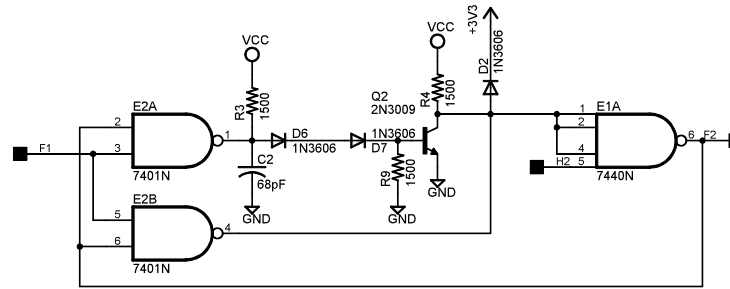 VCC
R3
1500
E2A
2
3
1
7401N
F1
C2
68pF
GND
D6
1N3606
1N3606
D7
R9
1500
GND
Q2
2N3009
VCC
R4
1500
GND
+3V3
D2
1N3606
E1A
1
2
4
5
6
7440N
H2
F2
E2B
5
6
4
7401N